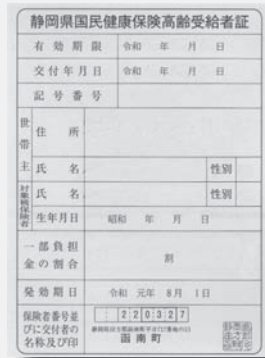 静岡県国民健康保険高齢受給者証
有効期限 令和 年 月 日
交付年月日 令和 年 月 日
記号番号
世帯主 住所
氏名 性別
対象被保険者 氏名 性別
生年月日 昭和 年 月 日
一部負担金の割合 割
発効期日 令和 元年 8月 1日
保険者番号並びに交付者の名称及び印 220327
函南町